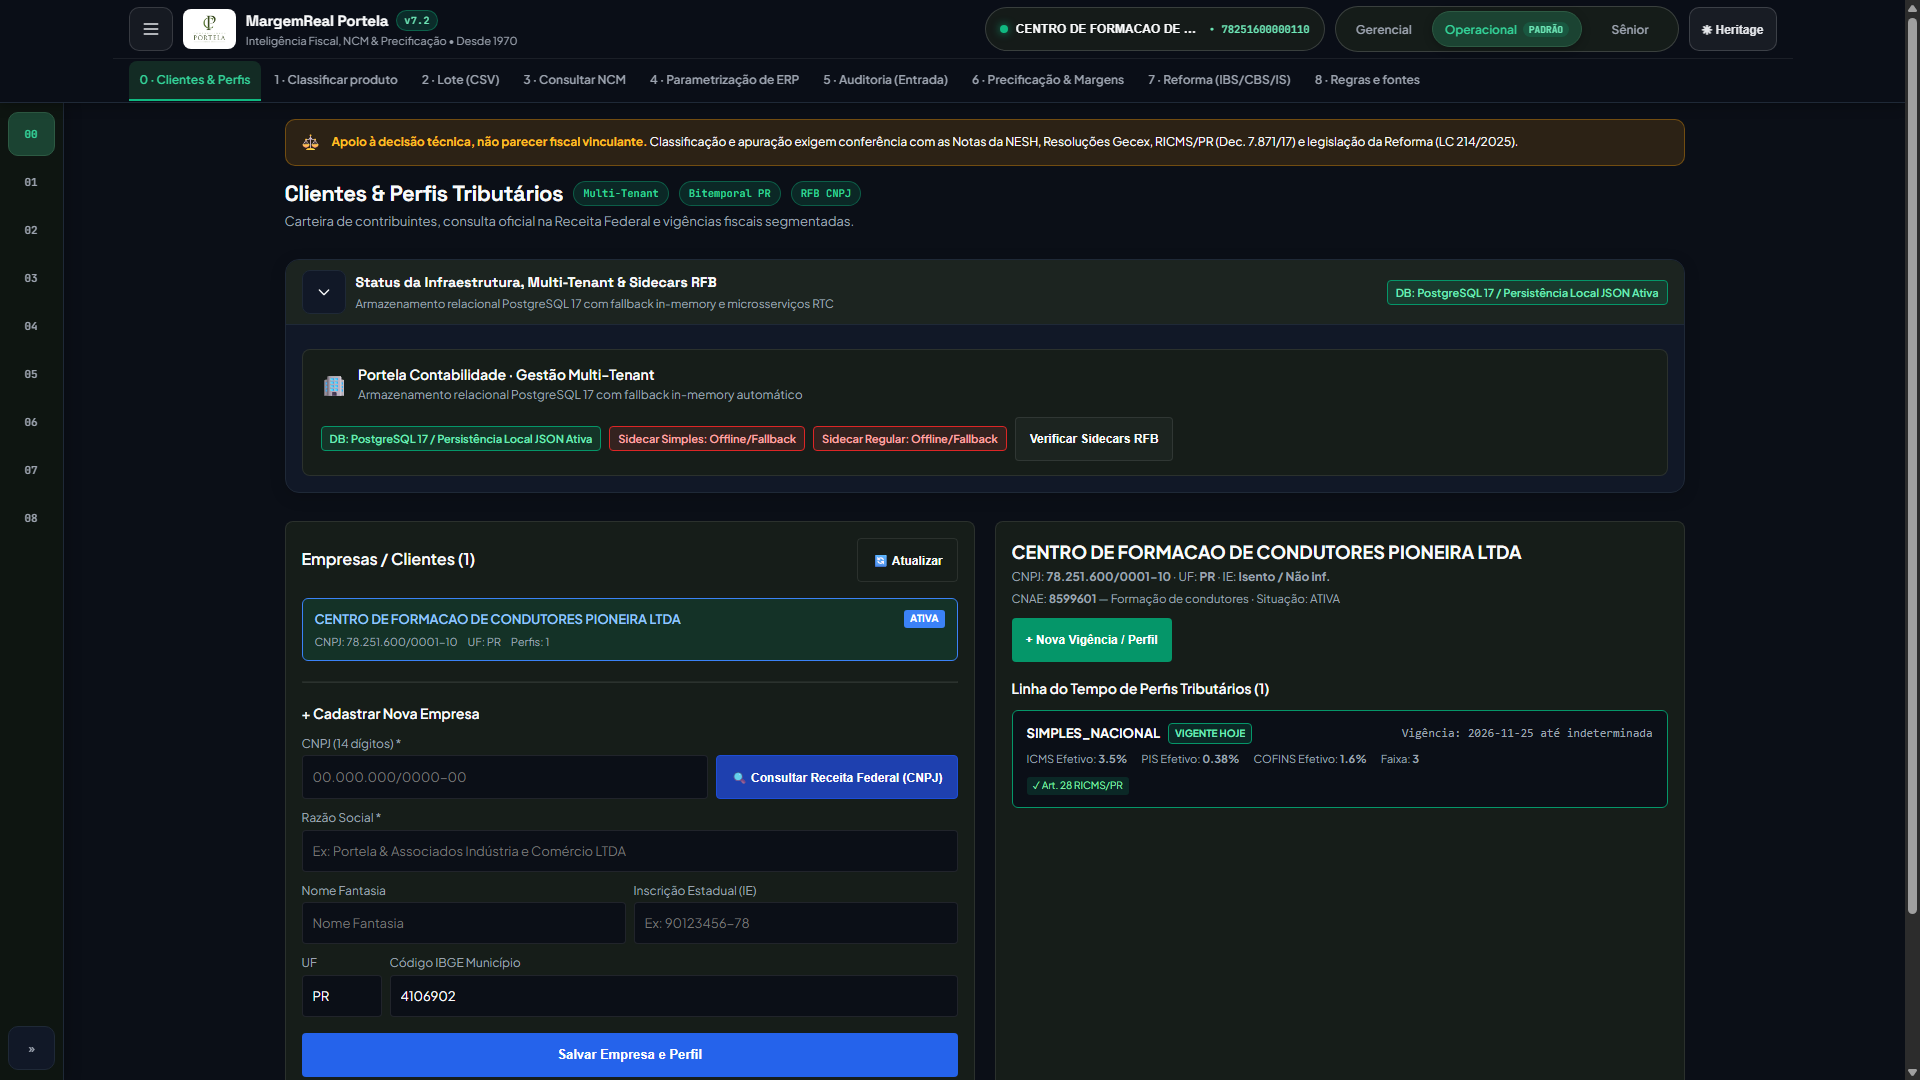 PORTELA
MargemReal Portela v7.2
Inteligência Fiscal, NCM & Precificação • Desde 1970
CENTRO DE FORMACAO DE ... • 78251600000110
Gerencial
Operacional PADRÃO
Sênior
Heritage
0 · Clientes & Perfis
1 · Classificar produto
2 · Lote (CSV)
3 · Consultar NCM
4 · Parametrização de ERP
5 · Auditoria (Entrada)
6 · Precificação & Margens
7 · Reforma (IBS/CBS/IS)
8 · Regras e fontes
00
01
02
03
04
05
06
07
08
»
Apoio à decisão técnica, não parecer fiscal vinculante. Classificação e apuração exigem conferência com as Notas da NESH, Resoluções Gecex, RICMS/PR (Dec. 7.871/17) e legislação da Reforma (LC 214/2025).
Clientes & Perfis Tributários Multi-Tenant Bitemporal PR RFB CNPJ
Carteira de contribuintes, consulta oficial na Receita Federal e vigências fiscais segmentadas.
Status da Infraestrutura, Multi-Tenant & Sidecars RFB
Armazenamento relacional PostgreSQL 17 com fallback in-memory e microsserviços RTC
DB: PostgreSQL 17 / Persistência Local JSON Ativa
Portela Contabilidade · Gestão Multi-Tenant
Armazenamento relacional PostgreSQL 17 com fallback in-memory automático
DB: PostgreSQL 17 / Persistência Local JSON Ativa
Sidecar Simples: Offline/Fallback
Sidecar Regular: Offline/Fallback
Verificar Sidecars RFB
Empresas / Clientes (1)
Atualizar
CENTRO DE FORMACAO DE CONDUTORES PIONEIRA LTDA
ATIVA
CNPJ: 78.251.600/0001-10 UF: PR Perfis: 1
+ Cadastrar Nova Empresa
CNPJ (14 dígitos) *
00.000.000/0000-00
Consultar Receita Federal (CNPJ)
Razão Social *
Ex: Portela & Associados Indústria e Comércio LTDA
Nome Fantasia
Inscrição Estadual (IE)
Nome Fantasia
Ex: 90123456-78
UF
Código IBGE Município
PR
4106902
Salvar Empresa e Perfil
CENTRO DE FORMACAO DE CONDUTORES PIONEIRA LTDA
CNPJ: 78.251.600/0001-10 · UF: PR · IE: Isento / Não inf.
CNAE: 8599601 — Formação de condutores · Situação: ATIVA
+ Nova Vigência / Perfil
Linha do Tempo de Perfis Tributários (1)
SIMPLES_NACIONAL VIGENTE HOJE
Vigência: 2026-11-25 até indeterminada
ICMS Efetivo: 3.5% PIS Efetivo: 0.38% COFINS Efetivo: 1.6% Faixa: 3
✓ Art. 28 RICMS/PR